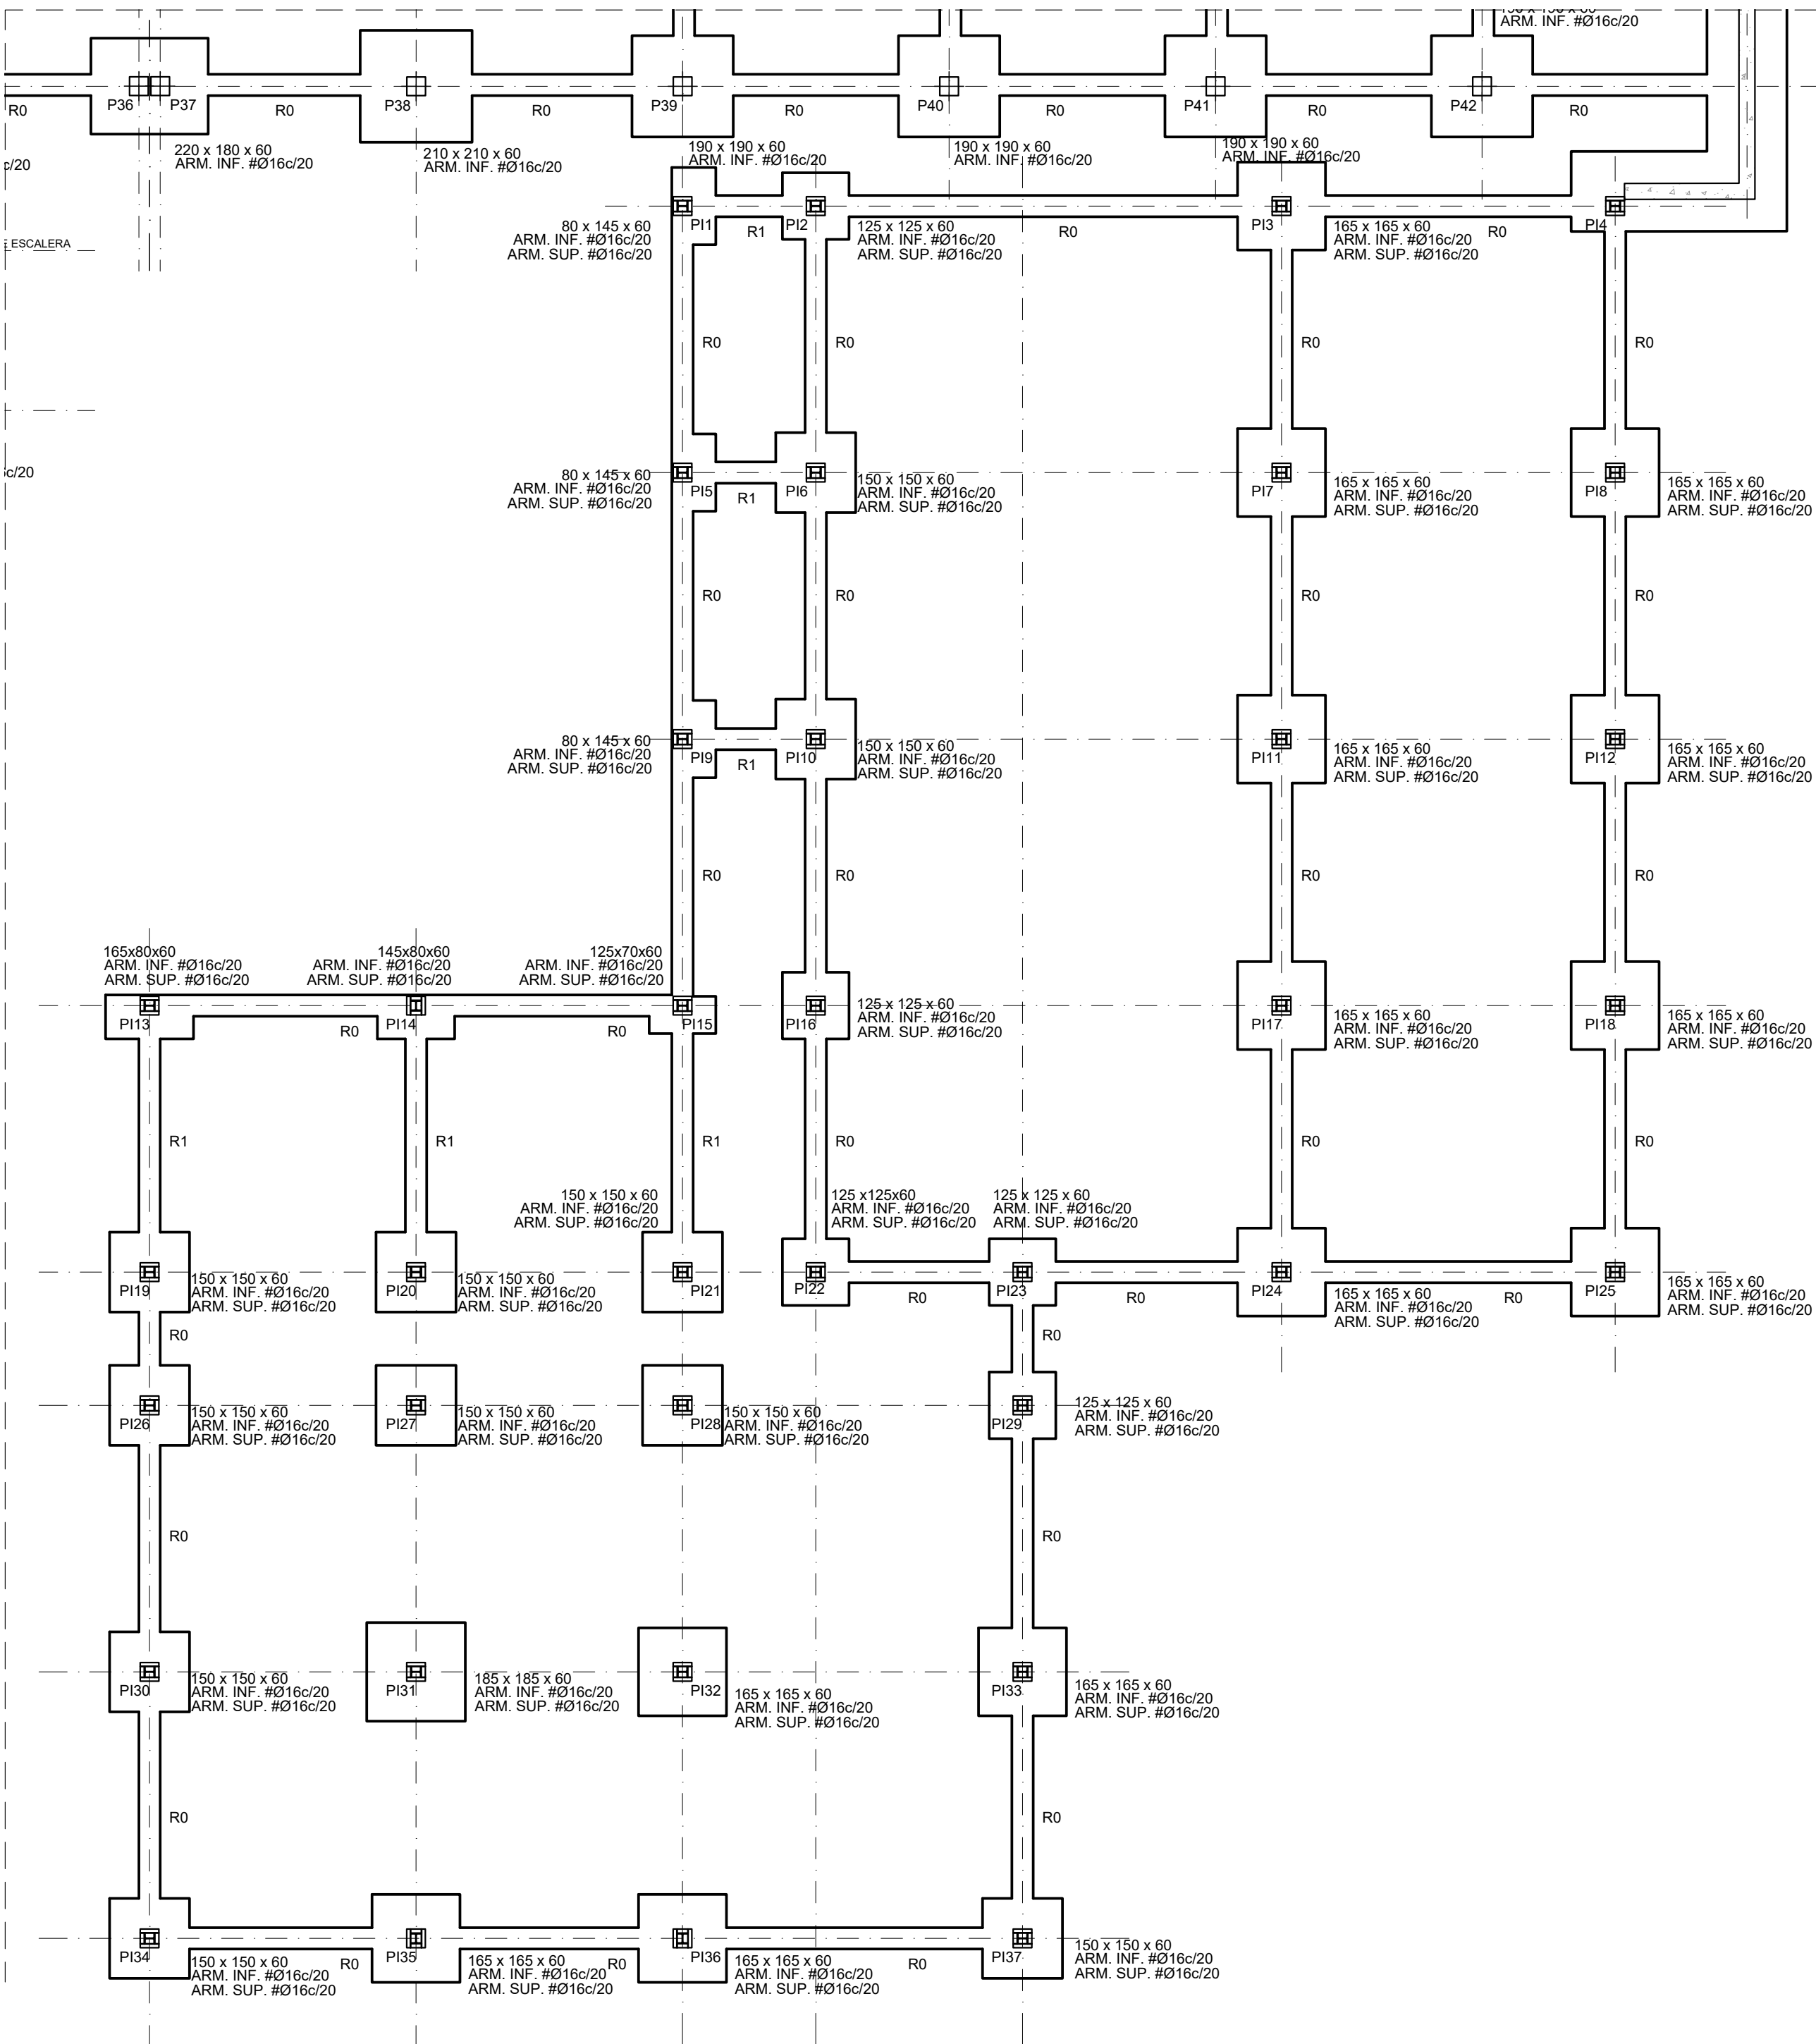 ARM. INF. #Ø16c/20
P36
P37
P38
P39
P40
P41
P42
R0
R0
R0
R0
R0
R0
R0
220 x 180 x 60
ARM. INF. #Ø16c/20
210 x 210 x 60
ARM. INF. #Ø16c/20
190 x 190 x 60
ARM. INF. #Ø16c/20
190 x 190 x 60
ARM. INF. #Ø16c/20
190 x 190 x 60
ARM. INF. #Ø16c/20
c/20
E ESCALERA
80 x 145 x 60
ARM. INF. #Ø16c/20
ARM. SUP. #Ø16c/20
PI1
R1
PI2
125 x 125 x 60
ARM. INF. #Ø16c/20
ARM. SUP. #Ø16c/20
R0
PI3
165 x 165 x 60
ARM. INF. #Ø16c/20
ARM. SUP. #Ø16c/20
R0
PI4
R0
R0
R0
R0
c/20
80 x 145 x 60
ARM. INF. #Ø16c/20
ARM. SUP. #Ø16c/20
PI5
R1
PI6
150 x 150 x 60
ARM. INF. #Ø16c/20
ARM. SUP. #Ø16c/20
PI7
165 x 165 x 60
ARM. INF. #Ø16c/20
ARM. SUP. #Ø16c/20
PI8
165 x 165 x 60
ARM. INF. #Ø16c/20
ARM. SUP. #Ø16c/20
R0
R0
R0
R0
80 x 145 x 60
ARM. INF. #Ø16c/20
ARM. SUP. #Ø16c/20
PI9
R1
PI10
150 x 150 x 60
ARM. INF. #Ø16c/20
ARM. SUP. #Ø16c/20
PI11
165 x 165 x 60
ARM. INF. #Ø16c/20
ARM. SUP. #Ø16c/20
PI12
165 x 165 x 60
ARM. INF. #Ø16c/20
ARM. SUP. #Ø16c/20
R0
R0
R0
R0
165x80x60
ARM. INF. #Ø16c/20
ARM. SUP. #Ø16c/20
145x80x60
ARM. INF. #Ø16c/20
ARM. SUP. #Ø16c/20
125x70x60
ARM. INF. #Ø16c/20
ARM. SUP. #Ø16c/20
PI13
R0
PI14
R0
PI15
PI16
125 x 125 x 60
ARM. INF. #Ø16c/20
ARM. SUP. #Ø16c/20
PI17
165 x 165 x 60
ARM. INF. #Ø16c/20
ARM. SUP. #Ø16c/20
PI18
165 x 165 x 60
ARM. INF. #Ø16c/20
ARM. SUP. #Ø16c/20
R1
R1
R1
R0
R0
R0
150 x 150 x 60
ARM. INF. #Ø16c/20
ARM. SUP. #Ø16c/20
125 x125x60
ARM. INF. #Ø16c/20
ARM. SUP. #Ø16c/20
125 x 125 x 60
ARM. INF. #Ø16c/20
ARM. SUP. #Ø16c/20
PI19
150 x 150 x 60
ARM. INF. #Ø16c/20
ARM. SUP. #Ø16c/20
PI20
150 x 150 x 60
ARM. INF. #Ø16c/20
ARM. SUP. #Ø16c/20
PI21
PI22
R0
PI23
R0
PI24
165 x 165 x 60
ARM. INF. #Ø16c/20
ARM. SUP. #Ø16c/20
R0
PI25
165 x 165 x 60
ARM. INF. #Ø16c/20
ARM. SUP. #Ø16c/20
R0
R0
PI26
150 x 150 x 60
ARM. INF. #Ø16c/20
ARM. SUP. #Ø16c/20
PI27
150 x 150 x 60
ARM. INF. #Ø16c/20
ARM. SUP. #Ø16c/20
PI28
150 x 150 x 60
ARM. INF. #Ø16c/20
ARM. SUP. #Ø16c/20
PI29
125 x 125 x 60
ARM. INF. #Ø16c/20
ARM. SUP. #Ø16c/20
R0
R0
PI30
150 x 150 x 60
ARM. INF. #Ø16c/20
ARM. SUP. #Ø16c/20
PI31
185 x 185 x 60
ARM. INF. #Ø16c/20
ARM. SUP. #Ø16c/20
PI32
165 x 165 x 60
ARM. INF. #Ø16c/20
ARM. SUP. #Ø16c/20
PI33
165 x 165 x 60
ARM. INF. #Ø16c/20
ARM. SUP. #Ø16c/20
R0
R0
PI34
150 x 150 x 60
ARM. INF. #Ø16c/20
ARM. SUP. #Ø16c/20
R0
PI35
165 x 165 x 60
ARM. INF. #Ø16c/20
ARM. SUP. #Ø16c/20
R0
PI36
165 x 165 x 60
ARM. INF. #Ø16c/20
ARM. SUP. #Ø16c/20
R0
PI37
150 x 150 x 60
ARM. INF. #Ø16c/20
ARM. SUP. #Ø16c/20